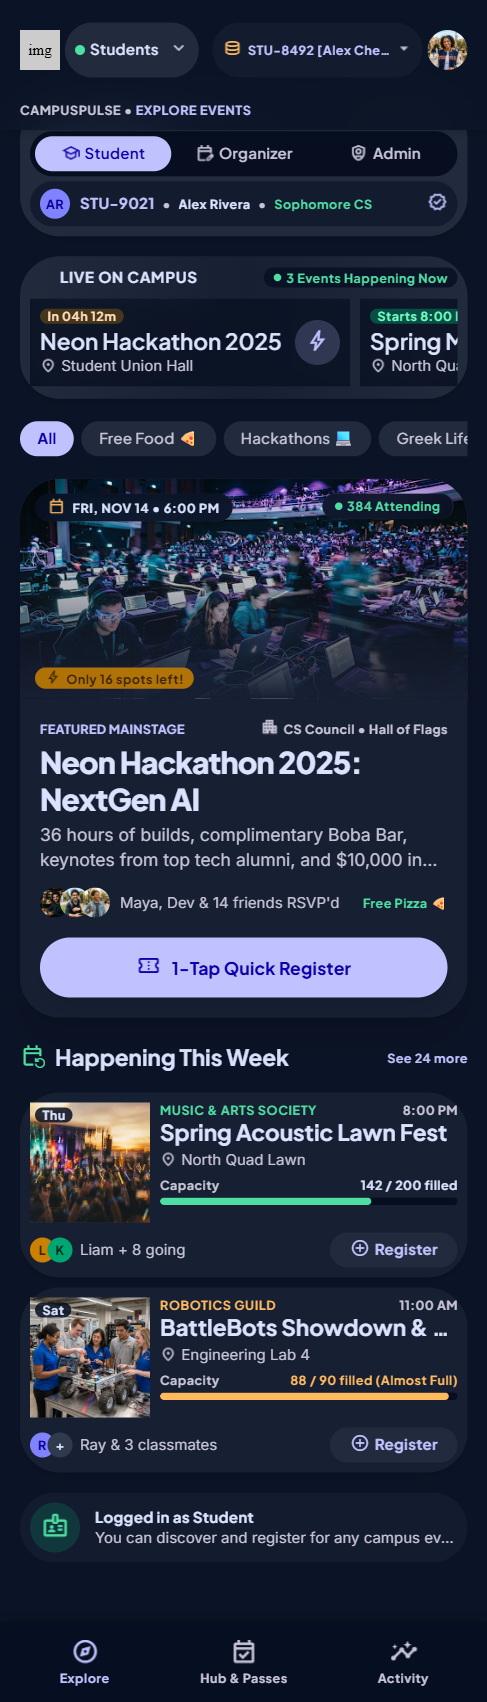 img
Students
STU-8492 [Alex Che...
CAMPUSPULSE • EXPLORE EVENTS
Student
Organizer
Admin
AR
STU-9021 • Alex Rivera • Sophomore CS
LIVE ON CAMPUS
3 Events Happening Now
In 04h 12m
Neon Hackathon 2025
Student Union Hall
Starts 8:00
Spring
North Qua
All
Free Food 🍕
Hackathons 💻
Greek Life
FRI, NOV 14 • 6:00 PM
384 Attending
Only 16 spots left!
FEATURED MAINSTAGE
CS Council • Hall of Flags
Neon Hackathon 2025:
NextGen AI
36 hours of builds, complimentary Boba Bar,
keynotes from top tech alumni, and $10,000 in...
Maya, Dev & 14 friends RSVP'd
Free Pizza 🍕
1-Tap Quick Register
Happening This Week
See 24 more
Thu
MUSIC & ARTS SOCIETY
8:00 PM
Spring Acoustic Lawn Fest
North Quad Lawn
Capacity
142 / 200 filled
L
K
Liam + 8 going
Register
Sat
ROBOTICS GUILD
11:00 AM
BattleBots Showdown & ...
Engineering Lab 4
Capacity
88 / 90 filled (Almost Full)
R
+
Ray & 3 classmates
Register
Logged in as Student
You can discover and register for any campus ev...
Explore
Hub & Passes
Activity